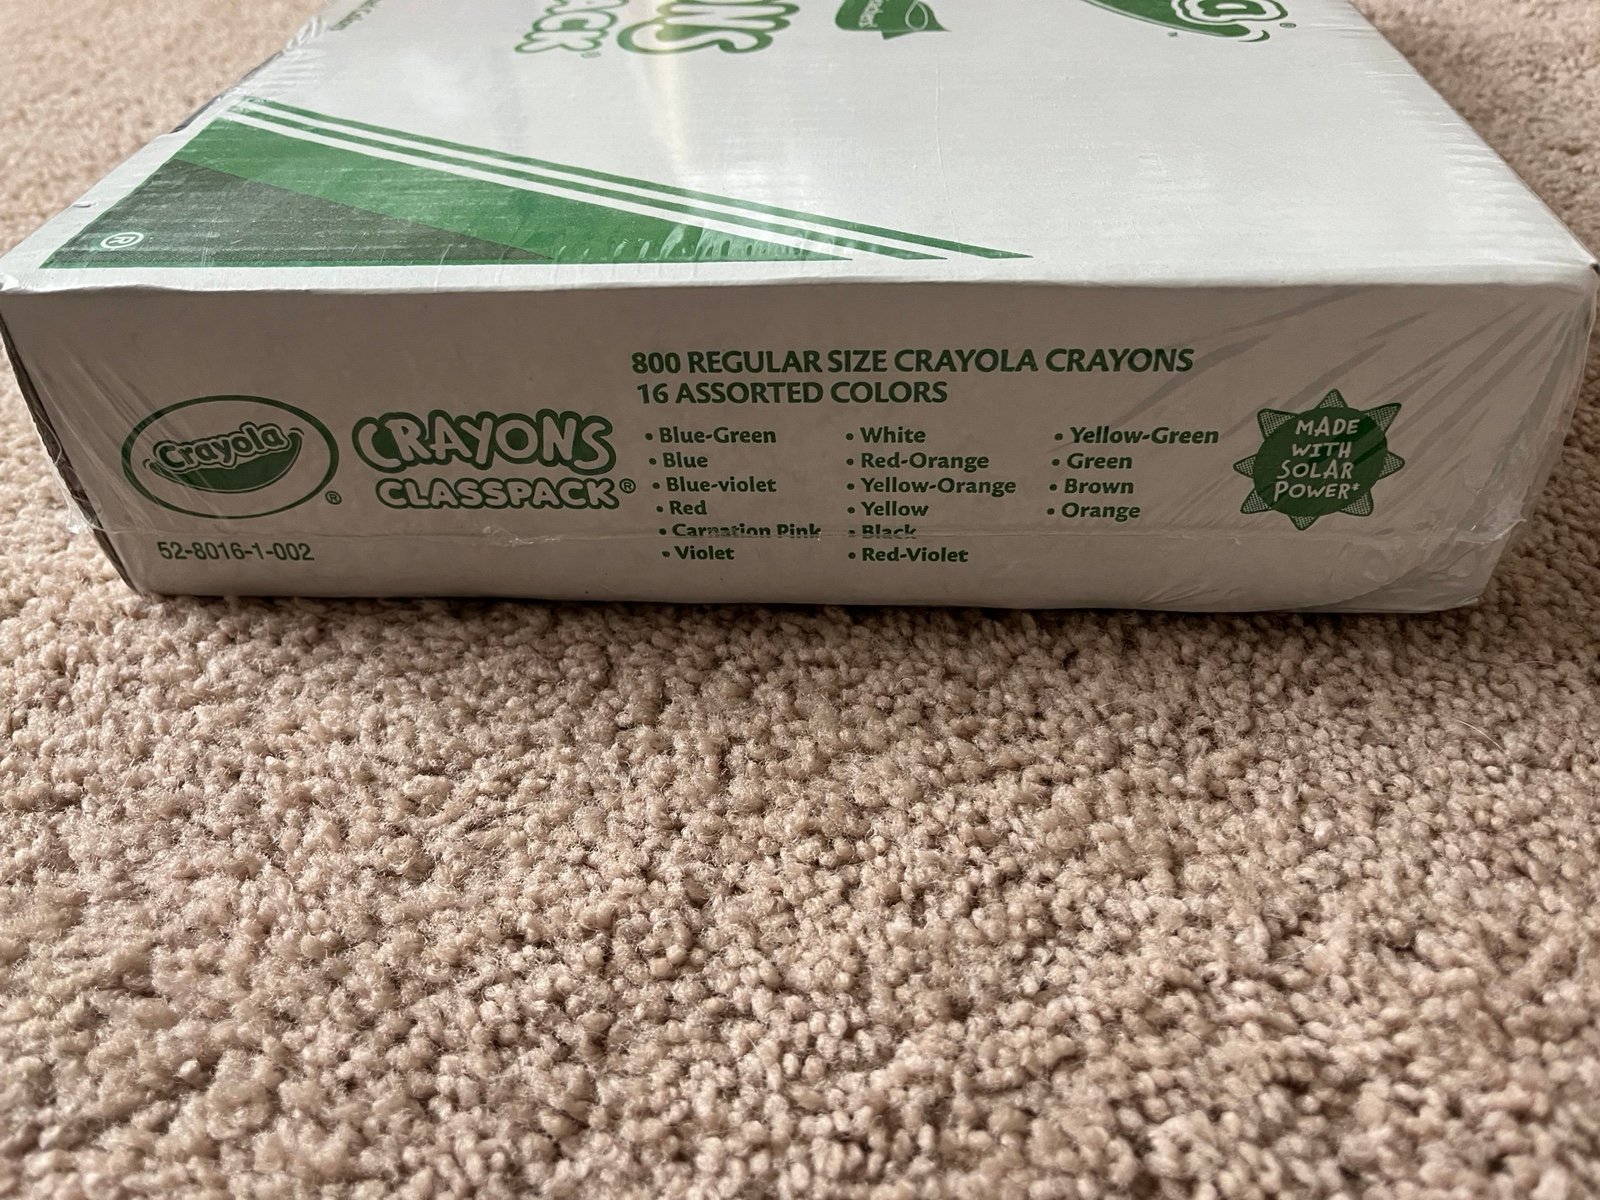 CRAYONS
PACK®
®
800 REGULAR SIZE CRAYOLA CRAYONS
16 ASSORTED COLORS
Crayola
®
CRAYONS
CLASSPACK®
52-8016-1-002
• Blue-Green
• Blue
• Blue-violet
• Red
• Carnation Pink
• Violet
• White
• Red-Orange
• Yellow-Orange
• Yellow
• Black
• Red-Violet
• Yellow-Green
• Green
• Brown
• Orange
MADE
WITH
SOLAR
POWER*